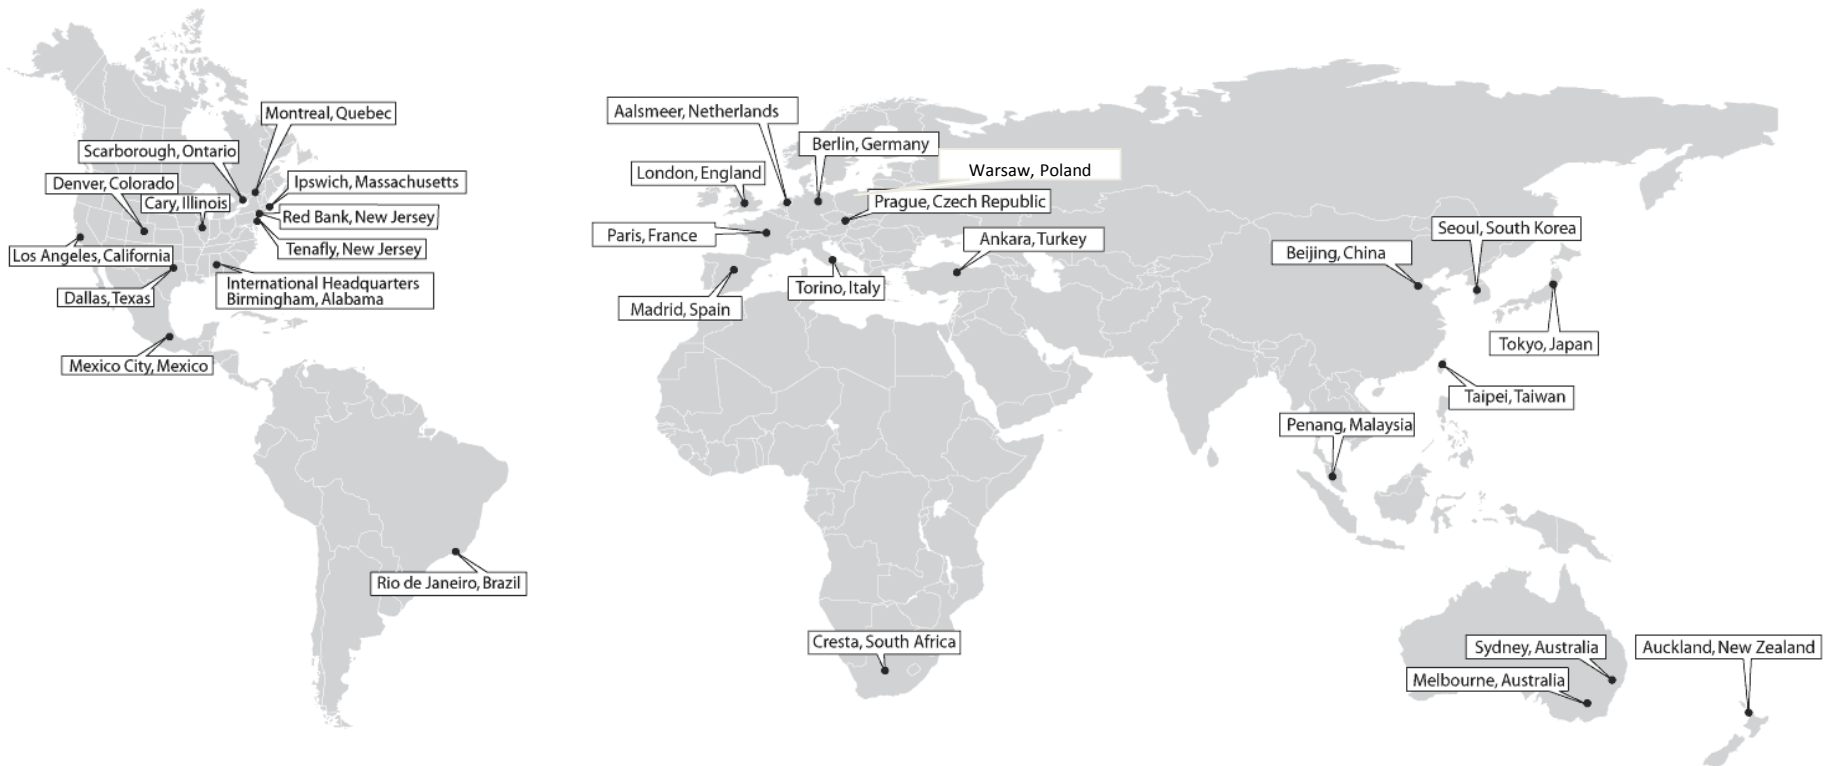 Montreal, Quebec
Scarborough, Ontario
Denver, Colorado
Cary, Illinois
Ipswich, Massachusetts
Red Bank, New Jersey
Tenafly, New Jersey
Los Angeles, California
International Headquarters
Birmingham, Alabama
Dallas, Texas
Mexico City, Mexico
Rio de Janeiro, Brazil
Aalsmeer, Netherlands
Berlin, Germany
London, England
Warsaw, Poland
Prague, Czech Republic
Paris, France
Ankara, Turkey
Torino, Italy
Madrid, Spain
Cresta, South Africa
Seoul, South Korea
Beijing, China
Tokyo, Japan
Taipei, Taiwan
Penang, Malaysia
Sydney, Australia
Auckland, New Zealand
Melbourne, Australia